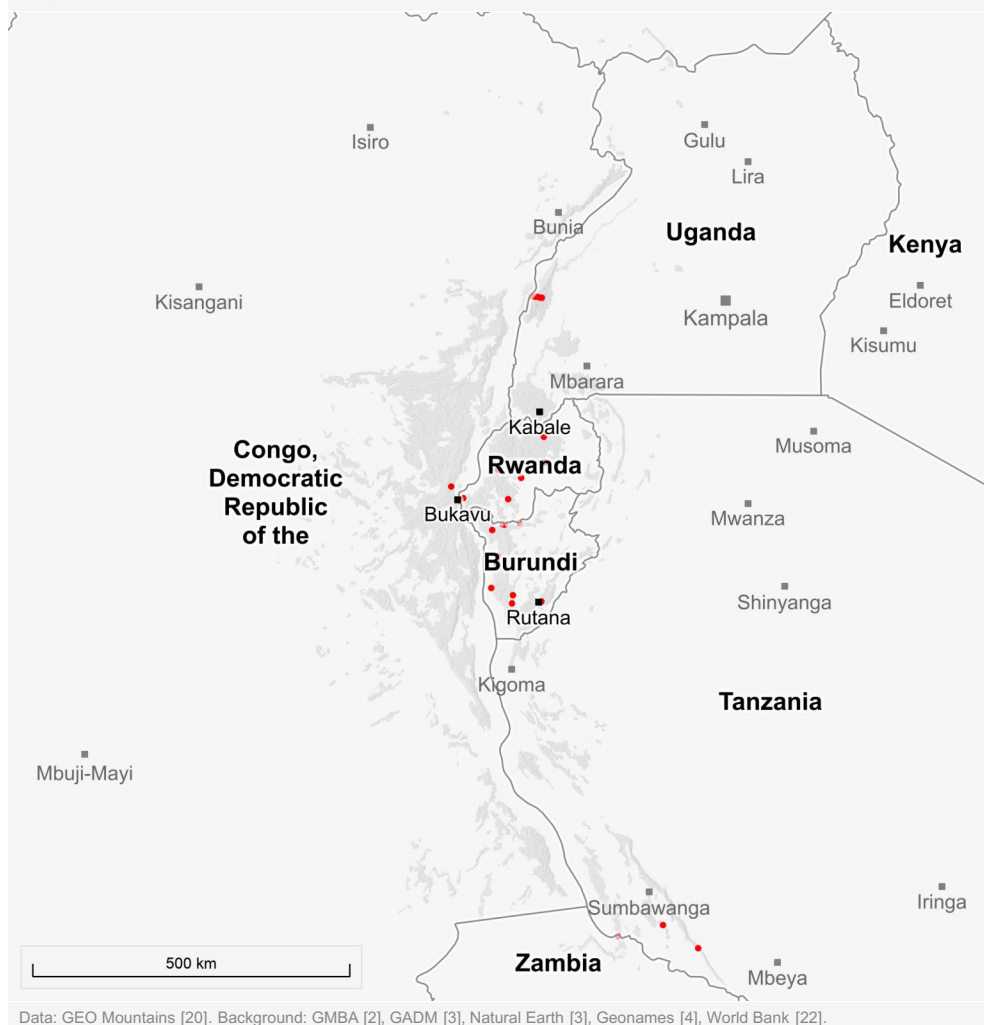 Isiro
Gulu
Lira
Bunia
Uganda
Kenya
Kisangani
Kampala
Eldoret
Kisumu
Mbarara
Kabale
Musoma
Congo,
Democratic
Republic
of the
Rwanda
Bukavu
Mwanza
Burundi
Shinyanga
Rutana
Kigoma
Tanzania
Mbuji-Mayi
Iringa
Sumbawanga
500 km
Zambia
Mbeya
Data: GEO Mountains [20]. Background: GMBA [2], GADM [3], Natural Earth [3], Geonames [4], World Bank [22].